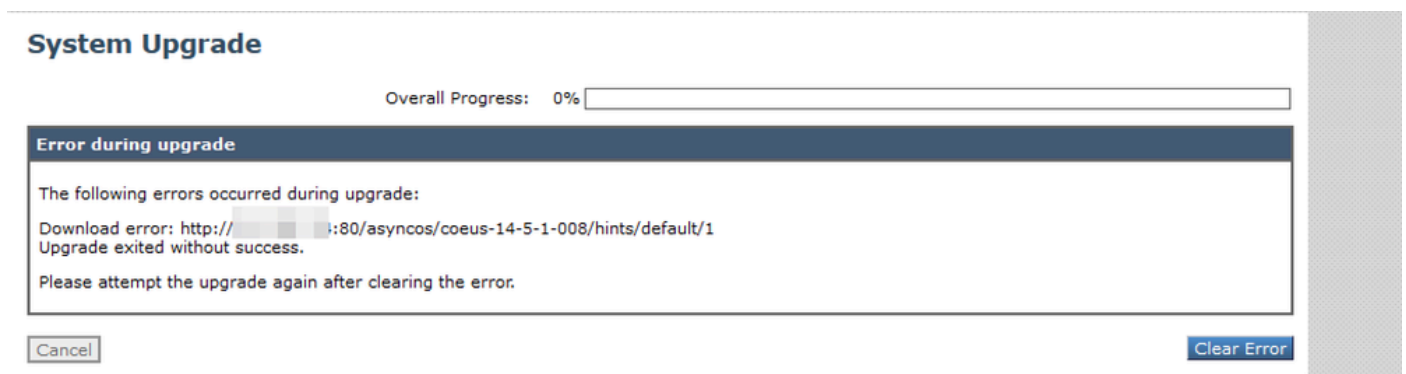 System Upgrade
Overall Progress: 0%
Error during upgrade
The following errors occurred during upgrade:
Download error: http:// :80/asyncos/coeus-14-5-1-008/hints/default/1
Upgrade exited without success.
Please attempt the upgrade again after clearing the error.
Cancel
Clear Error